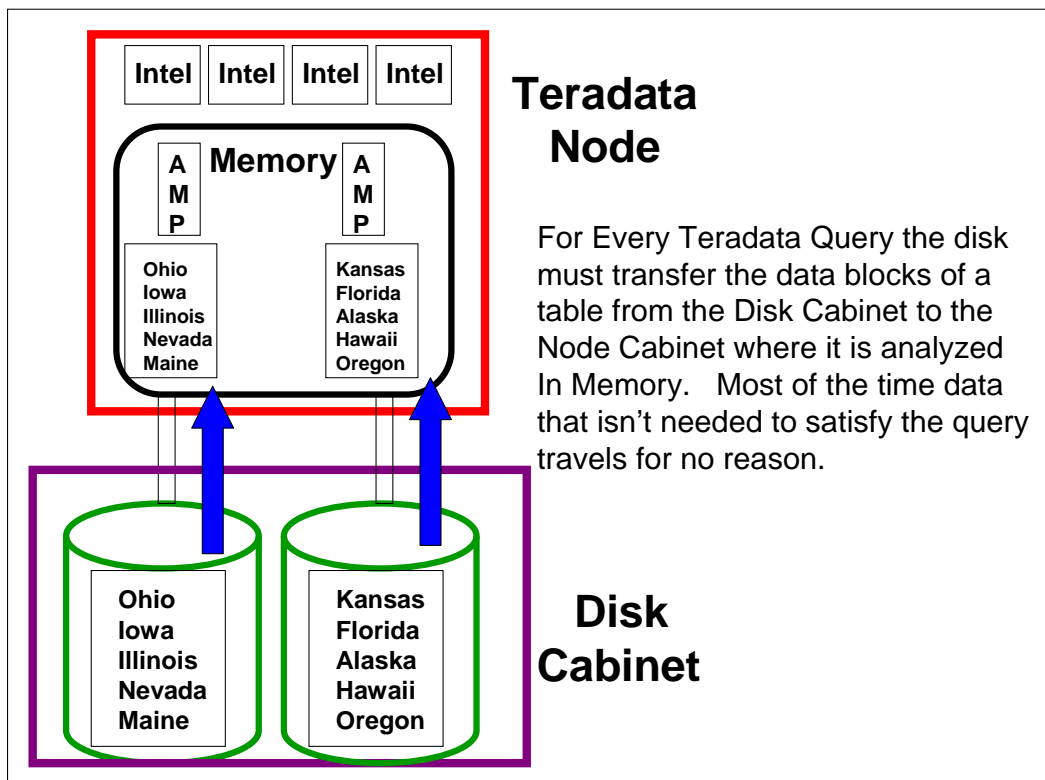 Intel Intel Intel Intel
Teradata
Node
Memory
A
M
P
A
M
P
Ohio
Iowa
Illinois
Nevada
Maine
Kansas
Florida
Alaska
Hawaii
Oregon
For Every Teradata Query the disk
must transfer the data blocks of a
table from the Disk Cabinet to the
Node Cabinet where it is analyzed
In Memory. Most of the time data
that isn't needed to satisfy the query
travels for no reason.
Ohio
Iowa
Illinois
Nevada
Maine
Kansas
Florida
Alaska
Hawaii
Oregon
Disk
Cabinet